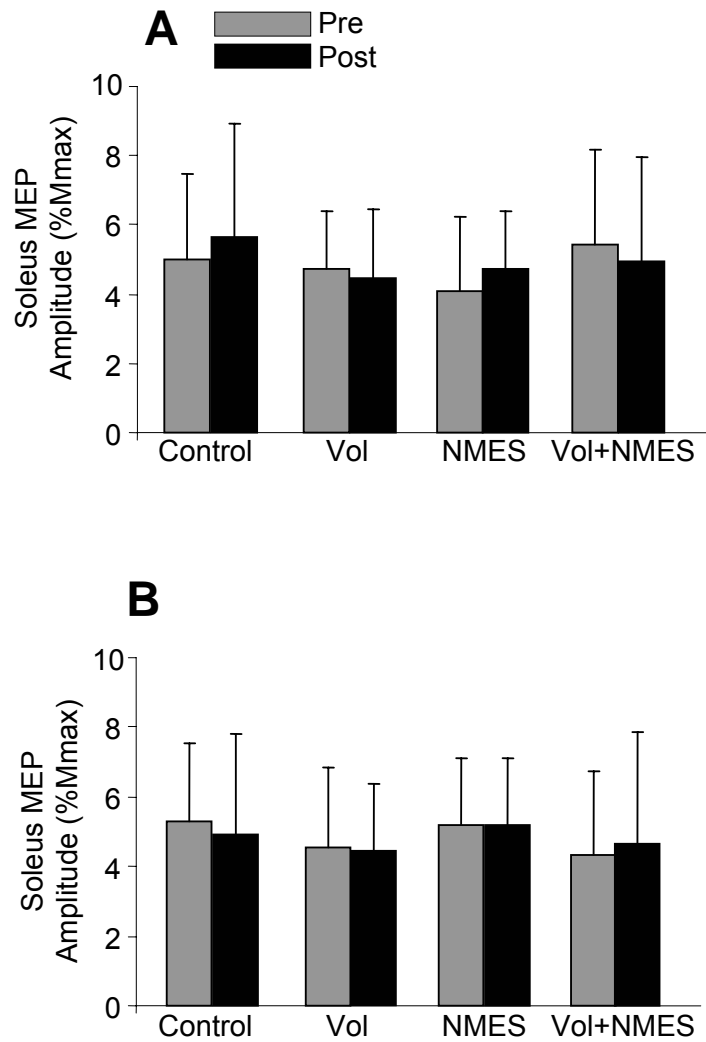 A
Pre
Post
Soleus MEP
Amplitude (%Mmax)
10
8
6
4
2
0
Control Vol NMES Vol+NMES
B
Soleus MEP
Amplitude (%Mmax)
10
8
6
4
2
0
Control Vol NMES Vol+NMES